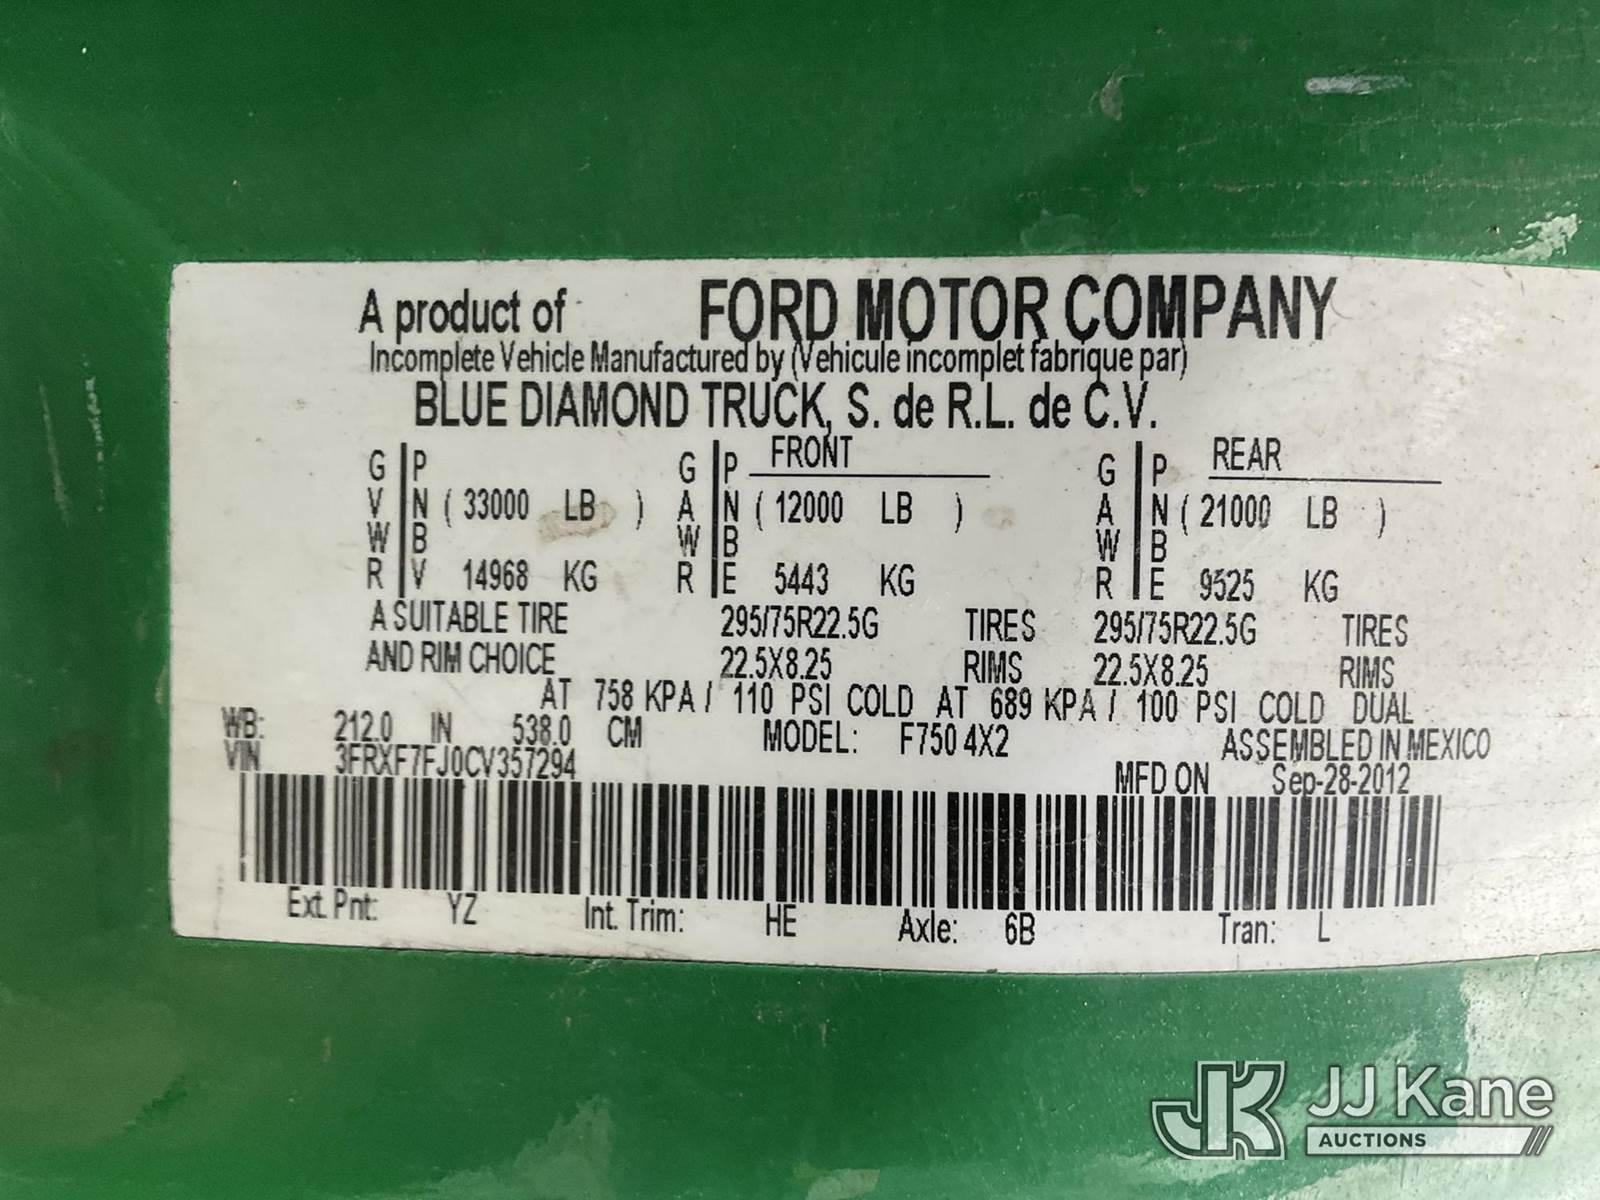 A product of FORD MOTOR COMPANY
Incomplete Vehicle Manufactured by (Vehicule incomplet fabrique par)
BLUE DIAMOND TRUCK, S. de R.L. de C.V.
G P G P FRONT G P REAR
V N ( 33000 LB ) A N ( 12000 LB ) A N ( 21000 LB )
W B W B W B
R V 14968 KG R E 5443 KG R E 9525 KG
A SUITABLE TIRE 295/75R22.5G TIRES 295/75R22.5G TIRES
AND RIM CHOICE 22.5X8.25 RIMS 22.5X8.25 RIMS
AT 758 KPA / 110 PSI COLD AT 689 KPA / 100 PSI COLD DUAL
WB: 212.0 IN 538.0 CM MODEL: F750 4X2 ASSEMBLED IN MEXICO
VIN 3FRXF7FJ0CV357294 MFD ON Sep-28-2012
Ext. Pnt: YZ Int. Trim: HE Axle: 6B Tran: L
JK JJ Kane
AUCTIONS